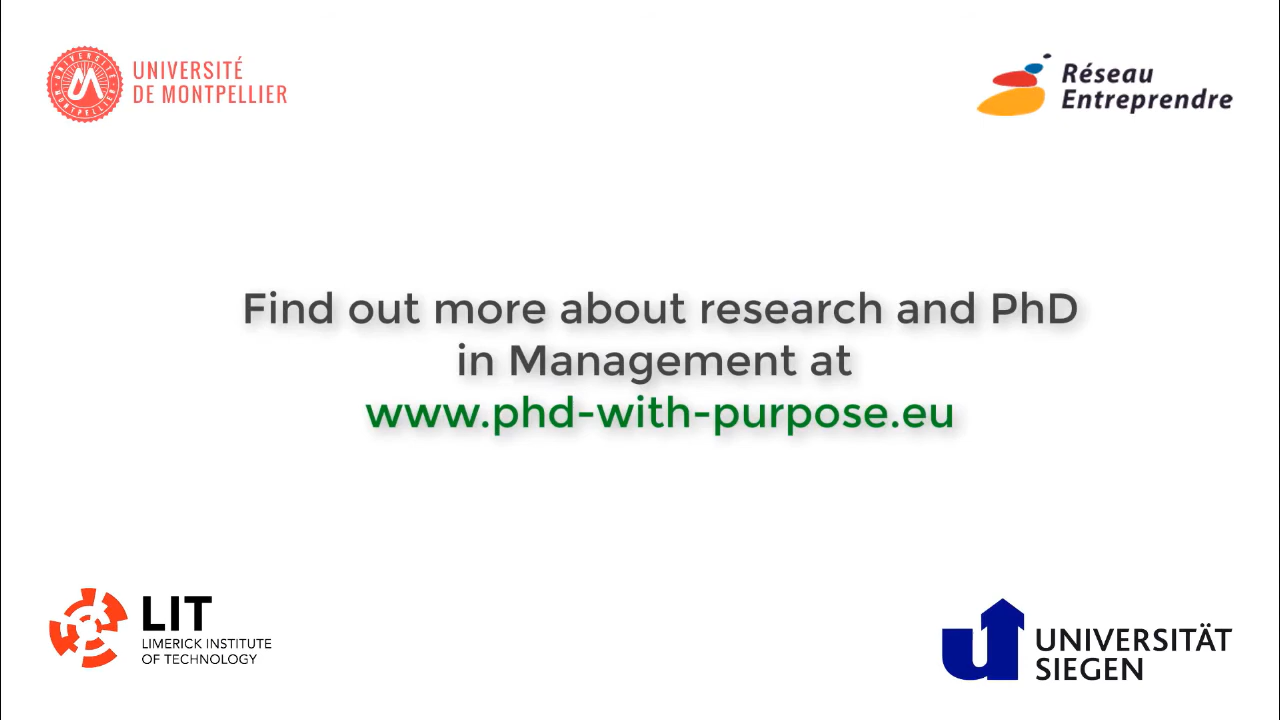 UNIVERSITÉ
DE MONTPELLIER
Réseau
Entreprendre
Find out more about research and PhD
in Management at
www.phd-with-purpose.eu
LIT
LIMERICK INSTITUTE
OF TECHNOLOGY
UNIVERSITÄT
SIEGEN